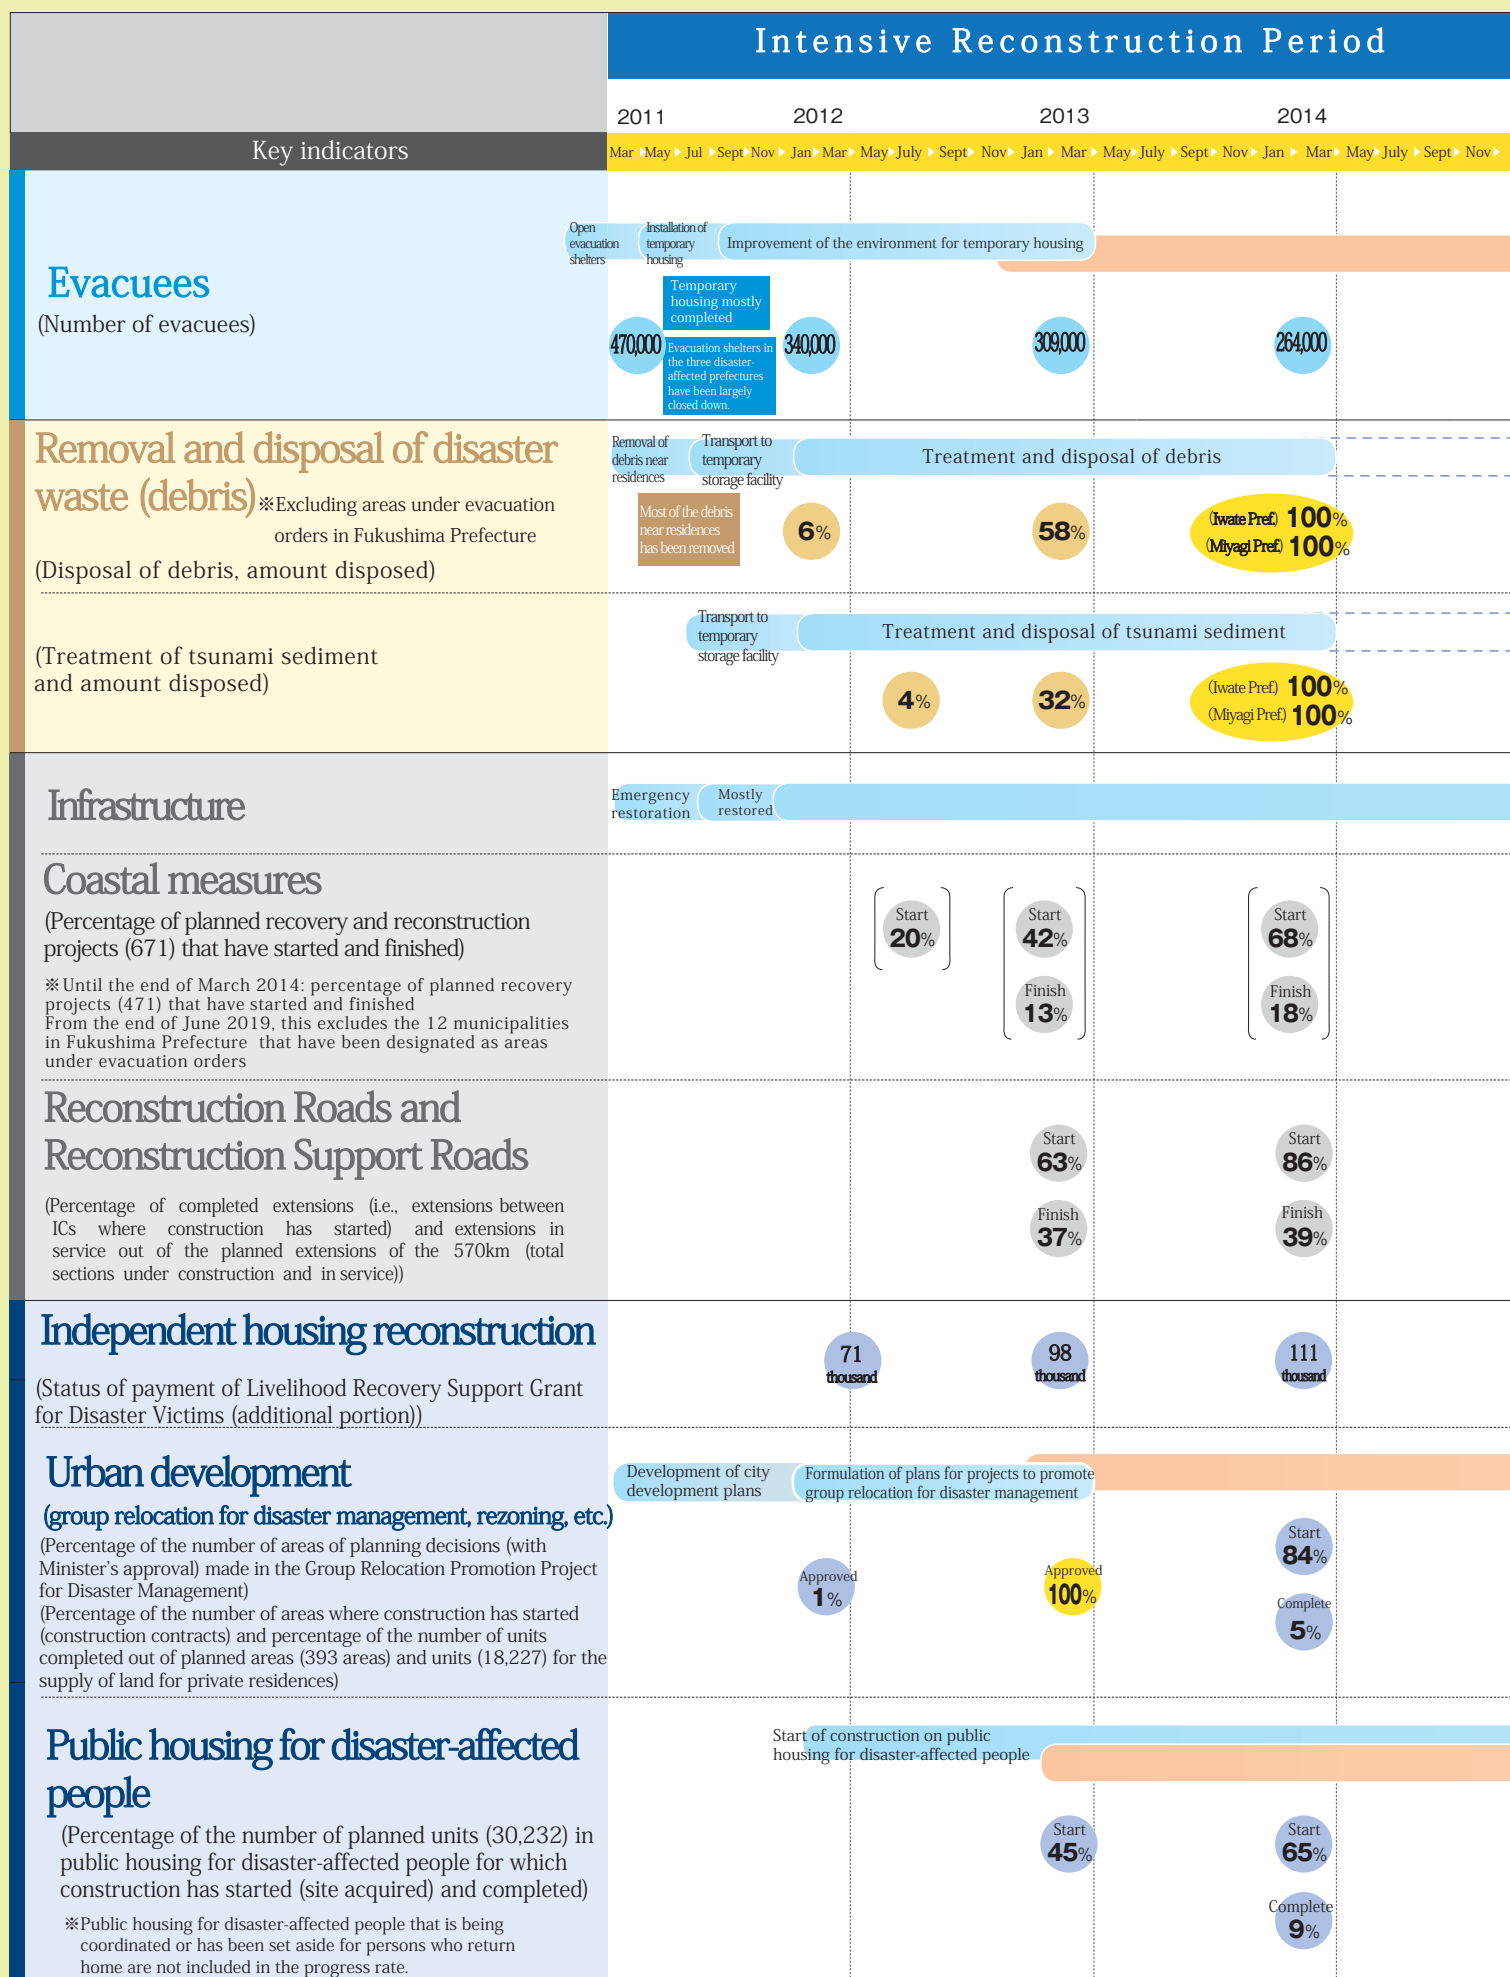 Intensive Reconstruction Period
2011 2012 2013 2014
Key indicators
Mar May Jul Sept Nov Jan Mar May July Sept Nov Jan Mar May July Sept Nov Jan Mar May July Sept Nov
Evacuees
(Number of evacuees)
Open
evacuation
shelters
Installation of
temporary
housing
Improvement of the environment for temporary housing
Temporary
housing mostly
completed
Evacuation shelters in
the three disaster-
affected prefectures
have been largely
closed down.
470,000
340,000
309,000
264,000
Removal and disposal of disaster
waste (debris) ※Excluding areas under evacuation
orders in Fukushima Prefecture
(Disposal of debris, amount disposed)
Removal of
debris near
residences
Transport to
temporary
storage facility
Treatment and disposal of debris
Most of the debris
near residences
has been removed
6%
58%
(Iwate Pref.) 100%
(Miyagi Pref.) 100%
(Treatment of tsunami sediment
and amount disposed)
Transport to
temporary
storage facility
Treatment and disposal of tsunami sediment
4%
32%
(Iwate Pref.) 100%
(Miyagi Pref.) 100%
Infrastructure
Emergency
restoration
Mostly
restored
Coastal measures
(Percentage of planned recovery and reconstruction
projects (671) that have started and finished)
※Until the end of March 2014: percentage of planned recovery
projects (471) that have started and finished
From the end of June 2019, this excludes the 12 municipalities
in Fukushima Prefecture that have been designated as areas
under evacuation orders
Start
20%
Start
42%
Finish
13%
Start
68%
Finish
18%
Reconstruction Roads and
Reconstruction Support Roads
(Percentage of completed extensions (i.e., extensions between
ICs where construction has started) and extensions in
service out of the planned extensions of the 570km (total
sections under construction and in service))
Start
63%
Finish
37%
Start
86%
Finish
39%
Independent housing reconstruction
(Status of payment of Livelihood Recovery Support Grant
for Disaster Victims (additional portion))
71
thousand
98
thousand
111
thousand
Urban development
(group relocation for disaster management, rezoning, etc.)
(Percentage of the number of areas of planning decisions (with
Minister's approval) made in the Group Relocation Promotion Project
for Disaster Management)
(Percentage of the number of areas where construction has started
(construction contracts) and percentage of the number of units
completed out of planned areas (393 areas) and units (18,227) for the
supply of land for private residences)
Development of city
development plans
Formulation of plans for projects to promote
group relocation for disaster management
Approved
1%
Approved
100%
Start
84%
Complete
5%
Public housing for disaster-affected
people
(Percentage of the number of planned units (30,232) in
public housing for disaster-affected people for which
construction has started (site acquired) and completed)
※Public housing for disaster-affected people that is being
coordinated or has been set aside for persons who return
home are not included in the progress rate.
Start of construction on public
housing for disaster-affected people
Start
45%
Start
65%
Complete
9%